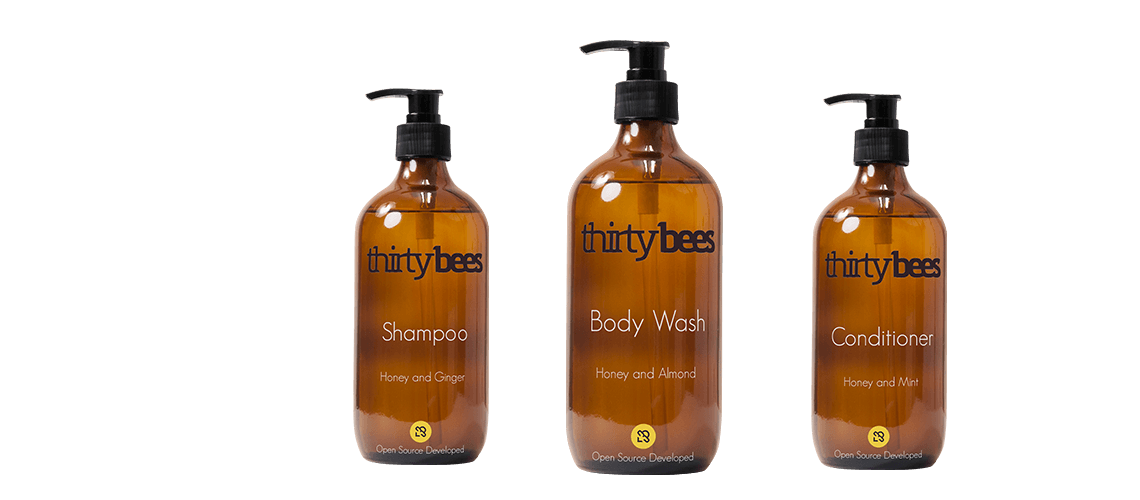 thirtybees
Shampoo
Honey and Ginger
Open Source Developed
thirtybees
Body Wash
Honey and Almond
Open Source Developed
thirtybees
Conditioner
Honey and Mint
Open Source Developed